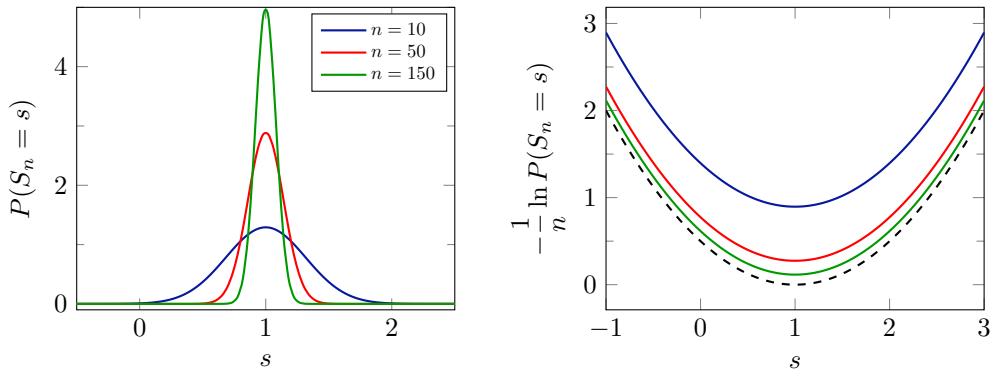 P(S_n = s)
4
2
0
0 1 2
s
n = 10
n = 50
n = 150
-\frac{1}{n} ln P(S_n = s)
3
2
1
0
−1 0 1 2 3
s